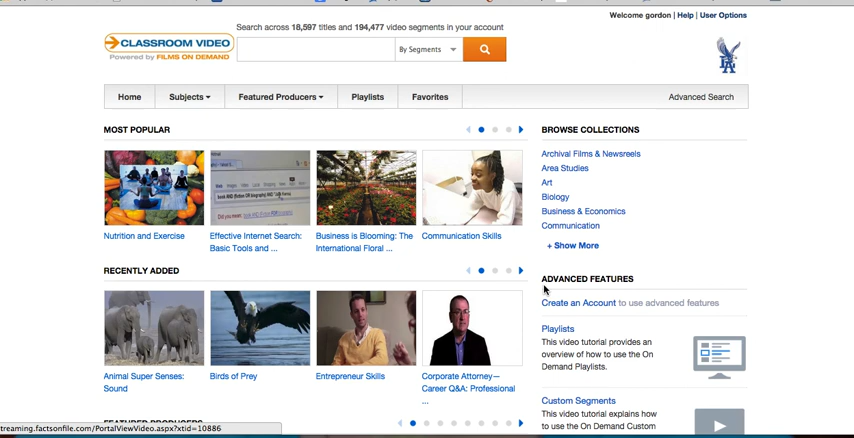 Welcome gordon | Help | User Options
Search across 18,597 titles and 194,477 video segments in your account
CLASSROOM VIDEO
Powered by FILMS ON DEMAND
By Segments
Home
Subjects
Featured Producers
Playlists
Favorites
Advanced Search
MOST POPULAR
Nutrition and Exercise
Effective Internet Search:
Basic Tools and ...
Business is Blooming: The
International Floral ...
Communication Skills
RECENTLY ADDED
Animal Super Senses:
Sound
Birds of Prey
Entrepreneur Skills
Corporate Attorney—
Career Q&A: Professional
...
FEATURED PRODUCERS
BROWSE COLLECTIONS
Archival Films & Newsreels
Area Studies
Art
Biology
Business & Economics
Communication
+ Show More
ADVANCED FEATURES
Create an Account to use advanced features
Playlists
This video tutorial provides an
overview of how to use the On
Demand Playlists.
Custom Segments
This video tutorial explains how
to use the On Demand Custom
treaming.factsonfile.com/PortalViewVideo.aspx?xtid=10886